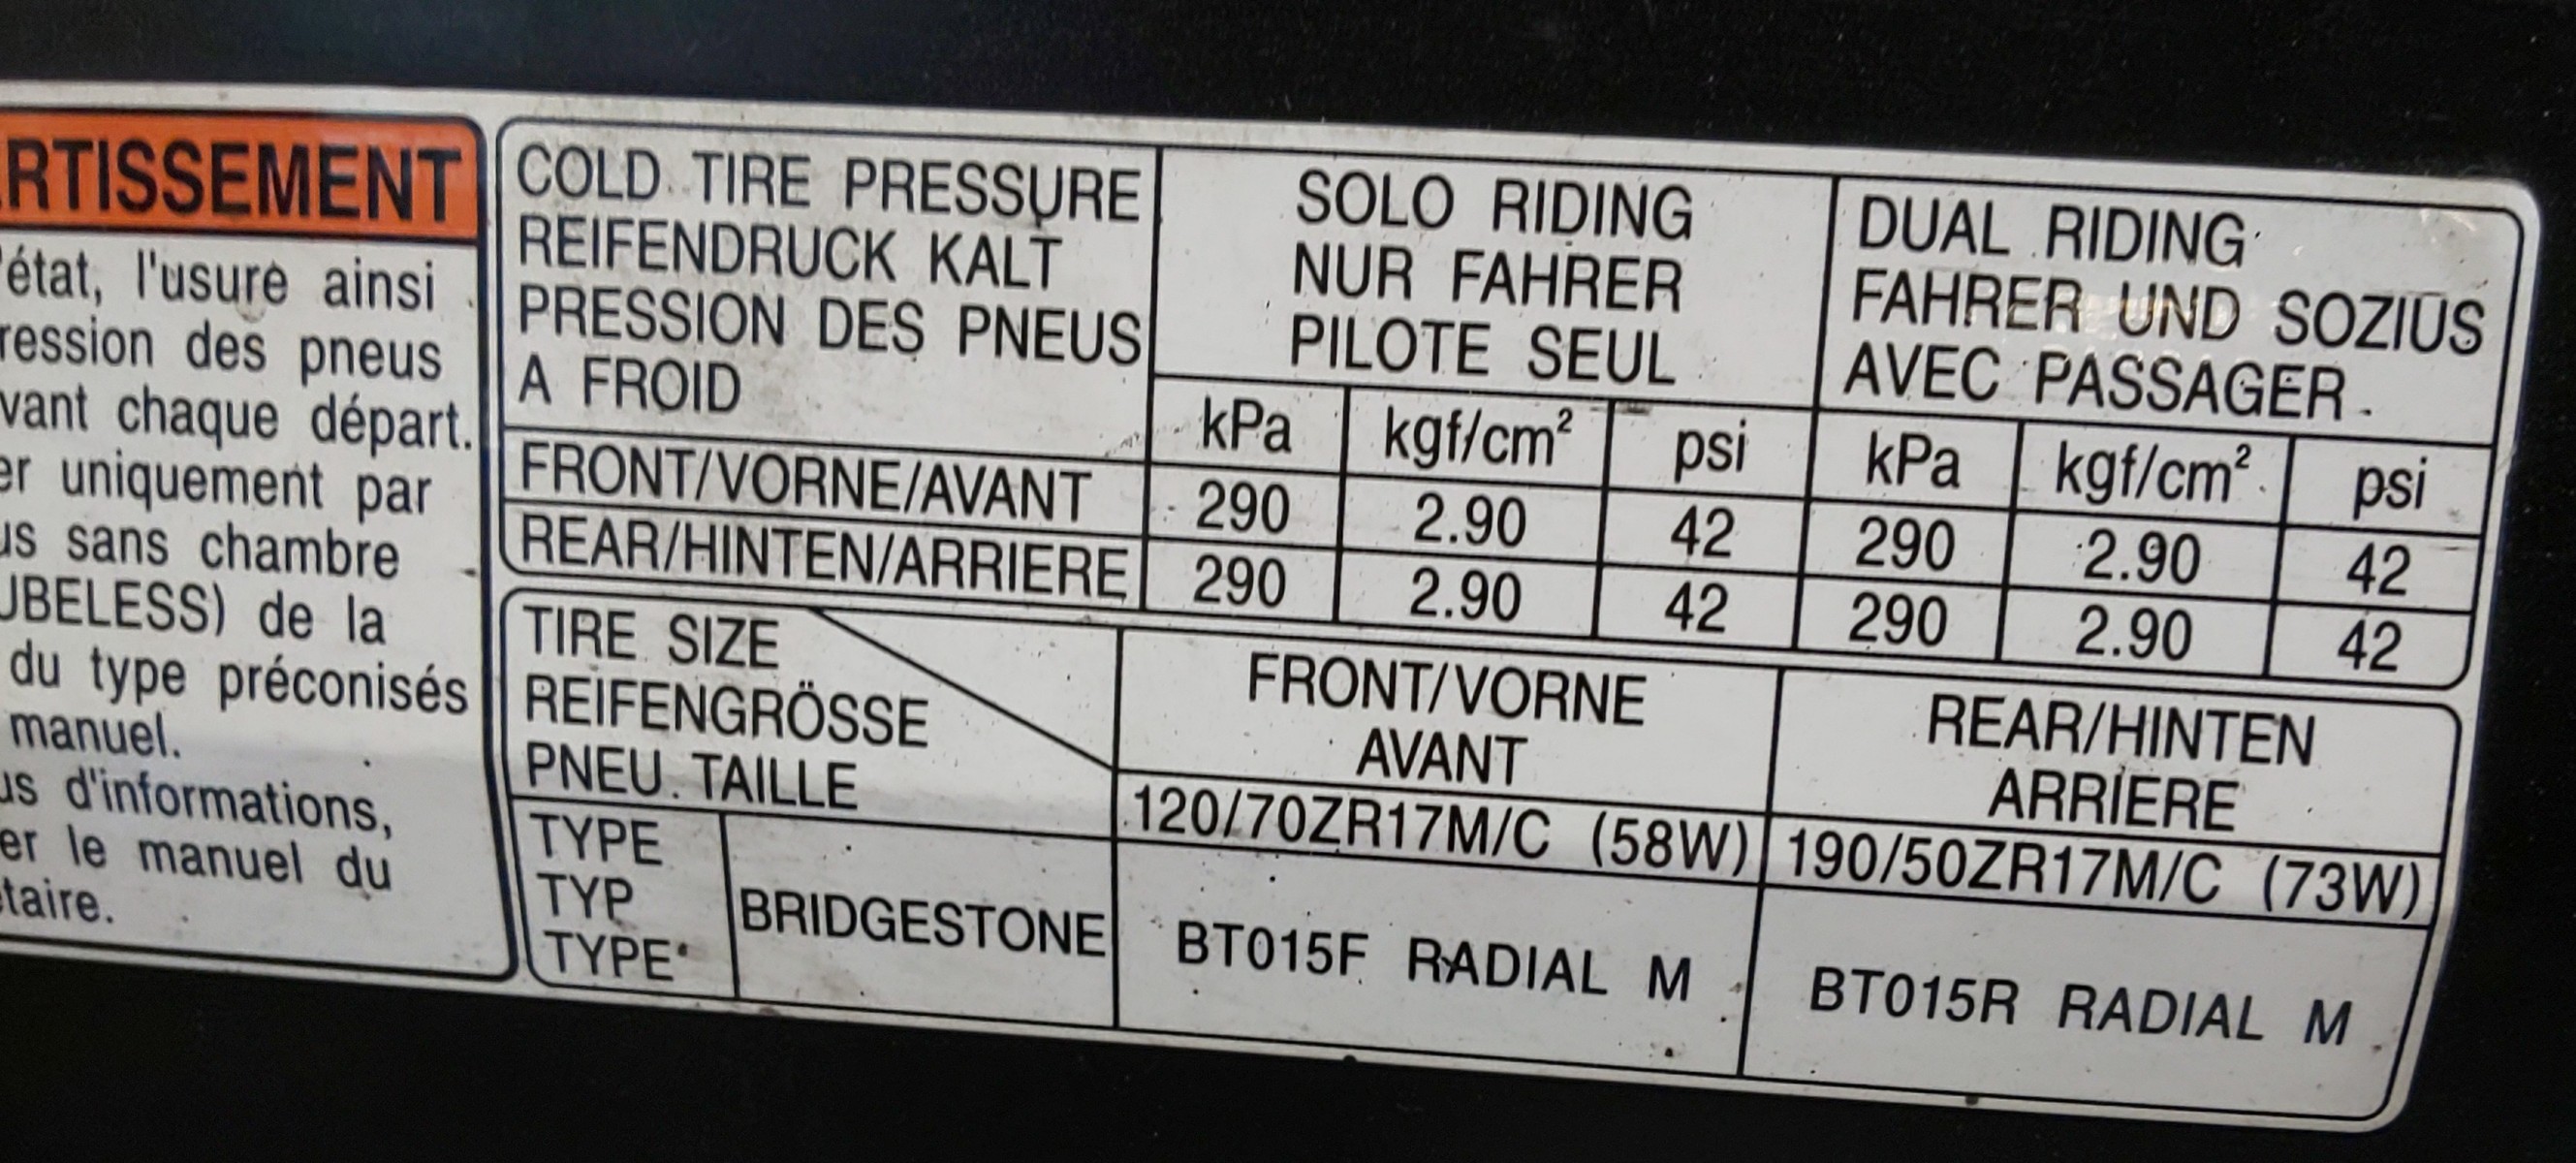 RTISSEMENT
'état, l'usure ainsi
ression des pneus
vant chaque départ.
er uniquement par
us sans chambre
UBELESS) de la
du type préconisés
manuel.
us d'informations,
er le manuel du
taire.
COLD TIRE PRESSURE
REIFENDRUCK KALT
PRESSION DES PNEUS
A FROID
SOLO RIDING
NUR FAHRER
PILOTE SEUL
DUAL RIDING
FAHRER UND SOZIUS
AVEC PASSAGER
kPa kgf/cm² psi kPa kgf/cm² psi
FRONT/VORNE/AVANT 290 2.90 42 290 2.90 42
REAR/HINTEN/ARRIERE 290 2.90 42 290 2.90 42
TIRE SIZE
REIFENGRÖSSE
PNEU. TAILLE
FRONT/VORNE
AVANT
REAR/HINTEN
ARRIERE
120/70ZR17M/C (58W) 190/50ZR17M/C (73W)
TYPE
TYP
TYPE
BRIDGESTONE BT015F RADIAL M BT015R RADIAL M